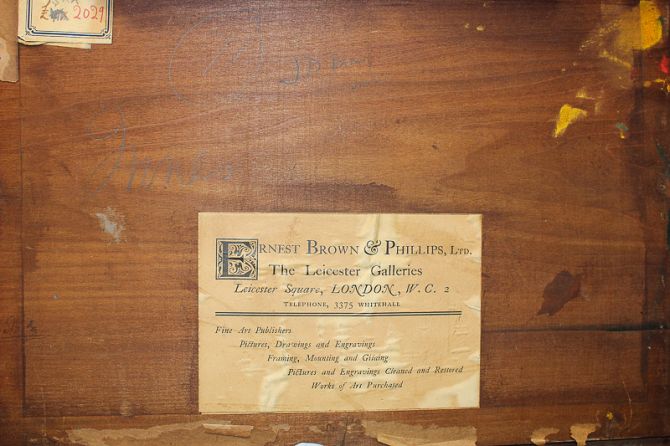 2029
ERNEST BROWN & PHILLIPS, LTD.
The Leicester Galleries
Leicester Square, LONDON, W. C. 2
TELEPHONE, 3375 WHITEHALL
Fine Art Publishers
Pictures, Drawings and Engravings
Framing, Mounting and Gilding
Pictures and Engravings Cleaned and Restored
Works of Art Purchased